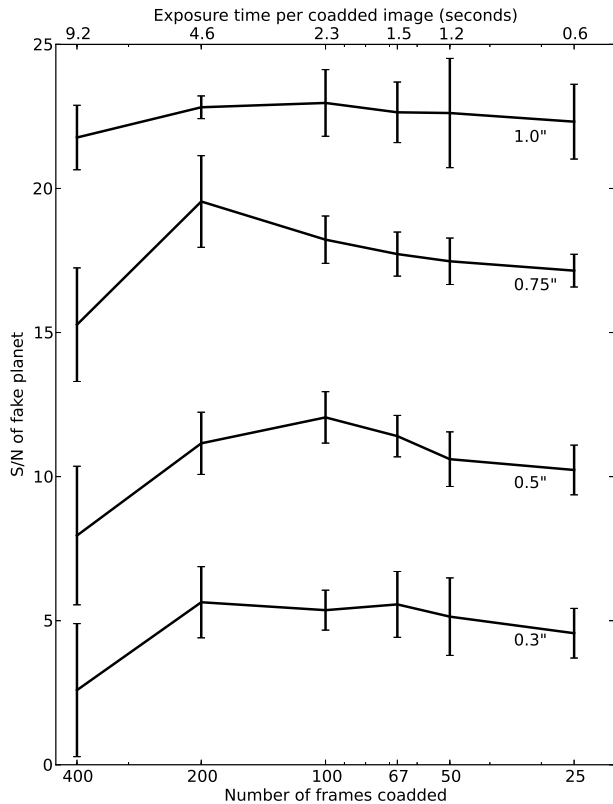 Exposure time per coadded image (seconds)
9.2 4.6 2.3 1.5 1.2 0.6
25
1.0"
20
0.75"
15
S/N of fake planet
10
0.5"
5
0.3"
0
400 200 100 67 50 25
Number of frames coadded